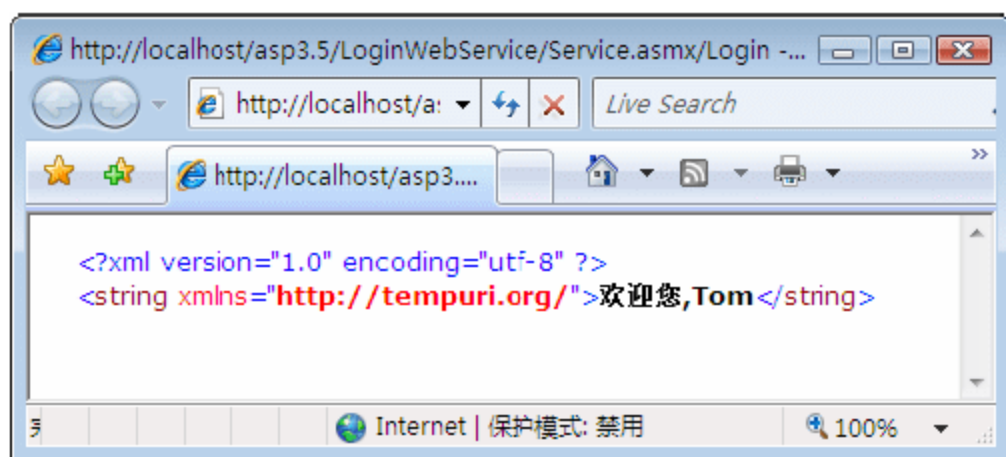 http://localhost/asp3.5/LoginWebService/Service.asmx/Login -...
http://localhost/a:
Live Search
http://localhost/asp3....
<?xml version="1.0" encoding="utf-8" ?>
<string xmlns="http://tempuri.org/">欢迎您,Tom</string>
Internet | 保护模式: 禁用
100%